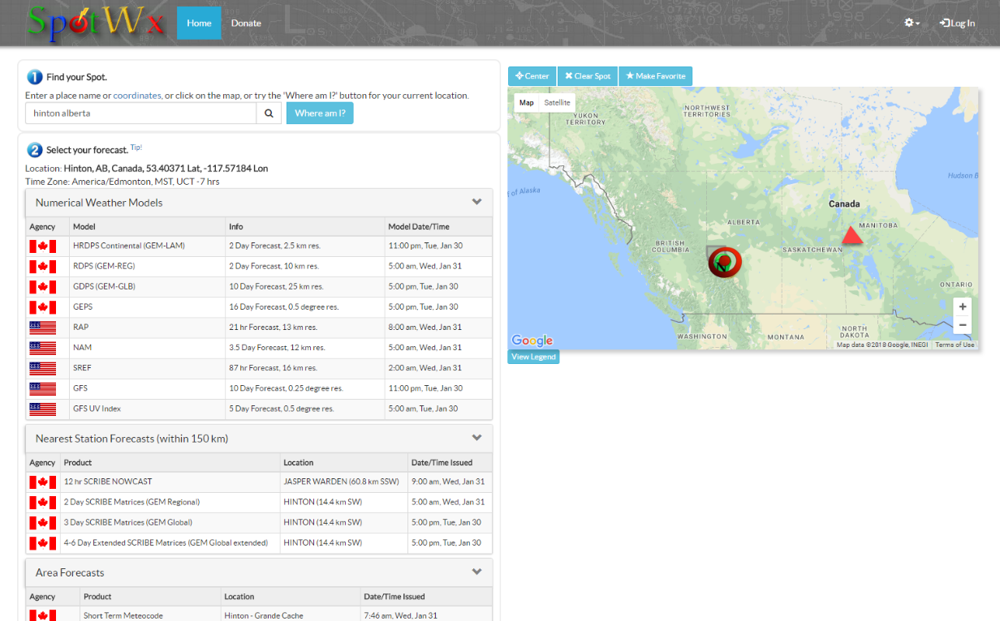 SpotWx
Home
Donate
Log In
1 Find your Spot.
Enter a place name or coordinates, or click on the map, or try the 'Where am I?' button for your current location.
hinton alberta
Where am I?
2 Select your forecast. Tip!
Location: Hinton, AB, Canada, 53.40371 Lat, -117.57184 Lon
Time Zone: America/Edmonton, MST, UCT -7 hrs
Numerical Weather Models
Agency Model Info Model Date/Time
HRDPS Continental (GEM-LAM) 2 Day Forecast, 2.5 km res. 11:00 pm, Tue, Jan 30
RDPS (GEM-REG) 2 Day Forecast, 10 km res. 5:00 am, Wed, Jan 31
GDPS (GEM-GLB) 10 Day Forecast, 25 km res. 5:00 pm, Tue, Jan 30
GEPS 16 Day Forecast, 0.5 degree res. 5:00 pm, Tue, Jan 30
RAP 21 hr Forecast, 13 km res. 8:00 am, Wed, Jan 31
NAM 3.5 Day Forecast, 12 km res. 5:00 am, Wed, Jan 31
SREF 87 hr Forecast, 16 km res. 2:00 am, Wed, Jan 31
GFS 10 Day Forecast, 0.25 degree res. 11:00 pm, Tue, Jan 30
GFS UV Index 5 Day Forecast, 0.5 degree res. 5:00 am, Tue, Jan 30
Nearest Station Forecasts (within 150 km)
Agency Product Location Date/Time Issued
12 hr SCRIBE NOWCAST JASPER WARDEN (60.8 km SSW) 9:00 am, Wed, Jan 31
2 Day SCRIBE Matrices (GEM Regional) HINTON (14.4 km SW) 5:00 am, Wed, Jan 31
3 Day SCRIBE Matrices (GEM Global) HINTON (14.4 km SW) 5:00 pm, Tue, Jan 30
4-6 Day Extended SCRIBE Matrices (GEM Global extended) HINTON (14.4 km SW) 5:00 pm, Tue, Jan 30
Area Forecasts
Agency Product Location Date/Time Issued
Short Term Meteocode Hinton - Grande Cache 7:46 am, Wed, Jan 31
Center
Clear Spot
Make Favorite
Map Satellite
YUKON
TERRITORY
NORTHWEST
TERRITORIES
Hudson B
of Alaska
Canada
ALBERTA
MANITOBA
BRITISH
COLUMBIA
SASKATCHEWAN
N
ONTARIO
+
−
WASHINGTON
MONTANA
NORTH
DAKOTA
Google
Map data ©2018 Google, INEGI
Terms of Use
View Legend